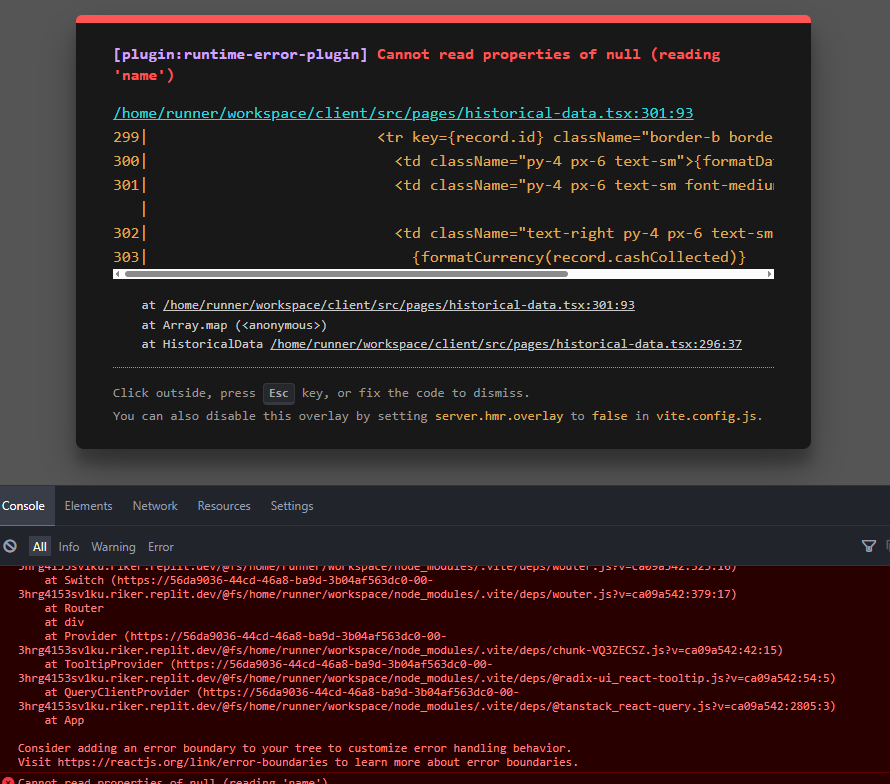 [plugin:runtime-error-plugin] Cannot read properties of null (reading
'name')
/home/runner/workspace/client/src/pages/historical-data.tsx:301:93
299| <tr key={record.id} className="border-b borde
300| <td className="py-4 px-6 text-sm">{formatDa
301| <td className="py-4 px-6 text-sm font-mediu
|
302| <td className="text-right py-4 px-6 text-sm
303| {formatCurrency(record.cashCollected)}
at /home/runner/workspace/client/src/pages/historical-data.tsx:301:93
at Array.map (<anonymous>)
at HistoricalData /home/runner/workspace/client/src/pages/historical-data.tsx:296:37
Click outside, press Esc key, or fix the code to dismiss.
You can also disable this overlay by setting server.hmr.overlay to false in vite.config.js.
Console Elements Network Resources Settings
All Info Warning Error
3hrg4153sv1ku.riker.replit.dev/@fs/home/runner/workspace/node_modules/.vite/deps/wouter.js?v=ca09a542:323:16)
at Switch (https://56da9036-44cd-46a8-ba9d-3b04af563dc0-00-
3hrg4153sv1ku.riker.replit.dev/@fs/home/runner/workspace/node_modules/.vite/deps/wouter.js?v=ca09a542:379:17)
at Router
at div
at Provider (https://56da9036-44cd-46a8-ba9d-3b04af563dc0-00-
3hrg4153sv1ku.riker.replit.dev/@fs/home/runner/workspace/node_modules/.vite/deps/chunk-VQ3ZECSZ.js?v=ca09a542:42:15)
at TooltipProvider (https://56da9036-44cd-46a8-ba9d-3b04af563dc0-00-
3hrg4153sv1ku.riker.replit.dev/@fs/home/runner/workspace/node_modules/.vite/deps/@radix-ui_react-tooltip.js?v=ca09a542:54:5)
at QueryClientProvider (https://56da9036-44cd-46a8-ba9d-3b04af563dc0-00-
3hrg4153sv1ku.riker.replit.dev/@fs/home/runner/workspace/node_modules/.vite/deps/@tanstack_react-query.js?v=ca09a542:2805:3)
at App
Consider adding an error boundary to your tree to customize error handling behavior.
Visit https://reactjs.org/link/error-boundaries to learn more about error boundaries.
Cannot read properties of null (reading 'name')